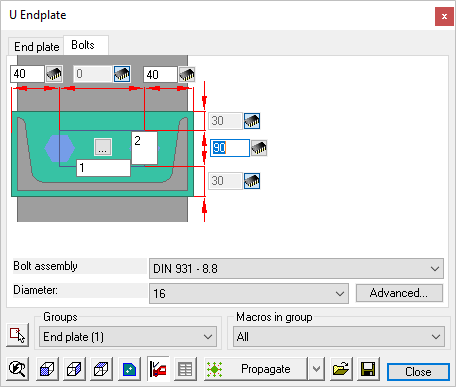 U Endplate
x
End plate Bolts
40 0 40
30
2
... 90
1
30
Bolt assembly DIN 931 - 8.8
Diameter: 16 Advanced...
Groups Macros in group
End plate (1) All
Propagate Close